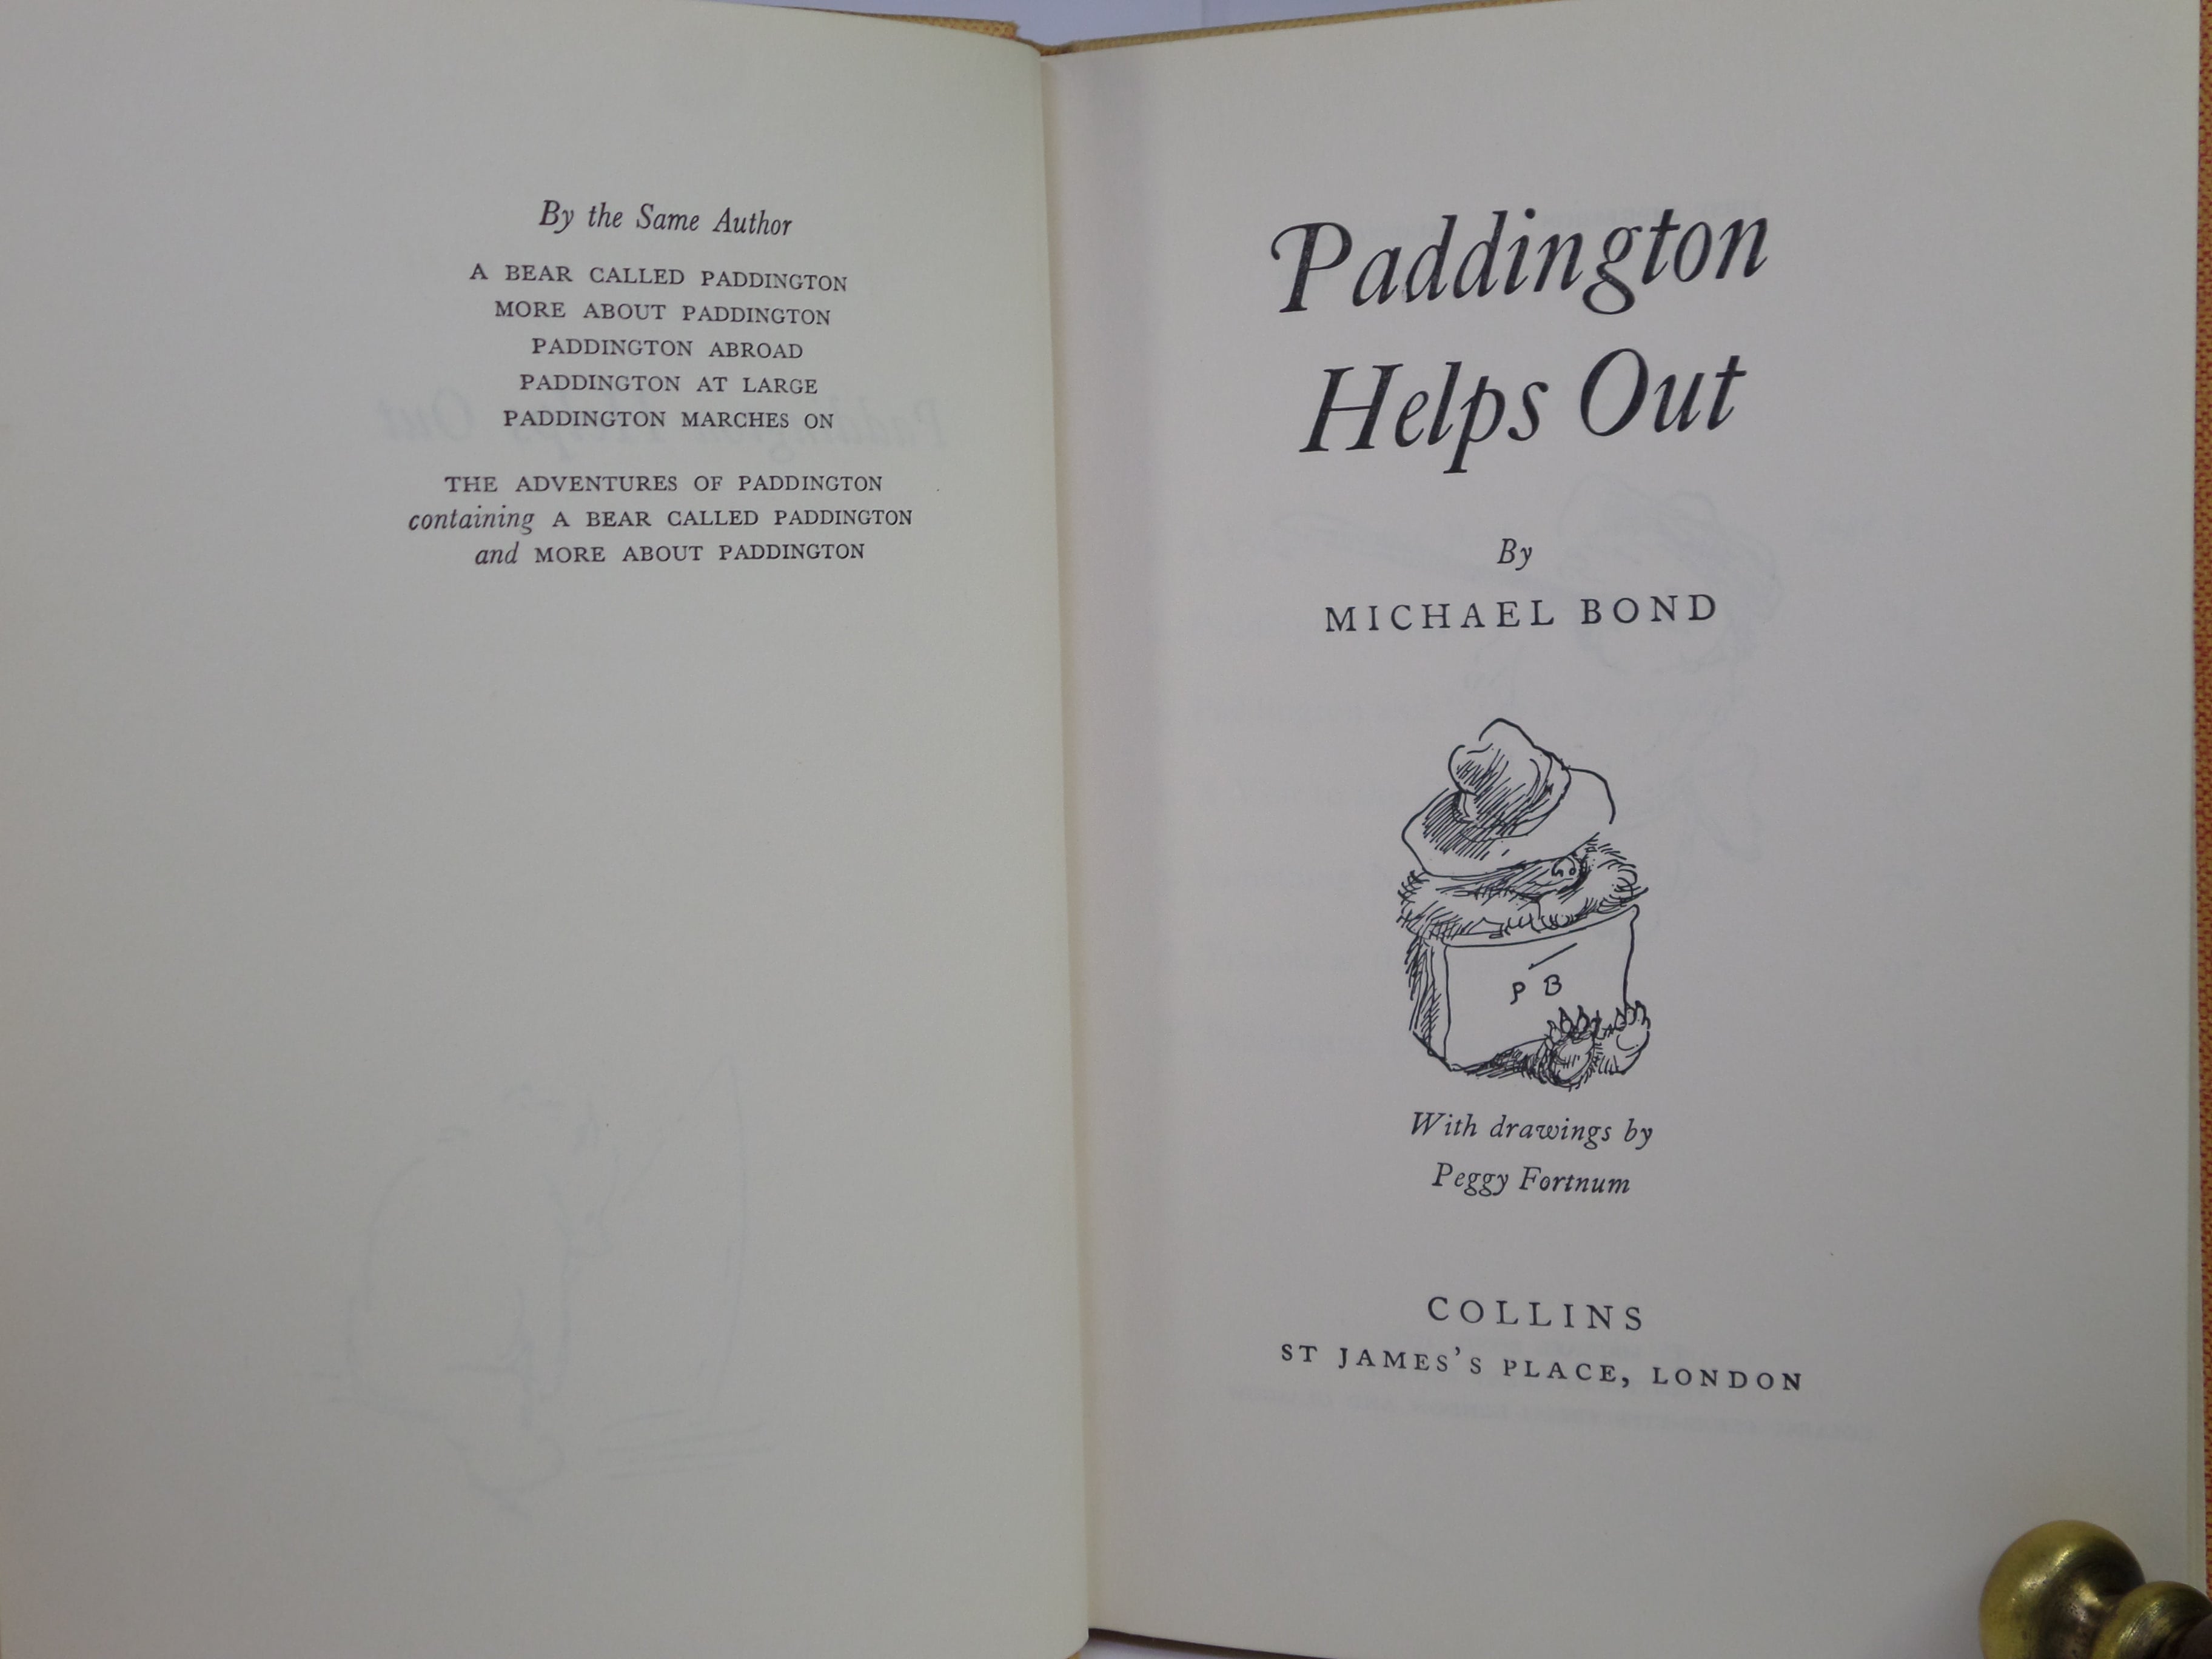 By the Same Author
A BEAR CALLED PADDINGTON
MORE ABOUT PADDINGTON
PADDINGTON ABROAD
PADDINGTON AT LARGE
PADDINGTON MARCHES ON
THE ADVENTURES OF PADDINGTON
containing A BEAR CALLED PADDINGTON
and MORE ABOUT PADDINGTON
Paddington
Helps Out
By
MICHAEL BOND
P B
With drawings by
Peggy Fortnum
COLLINS
ST JAMES'S PLACE, LONDON